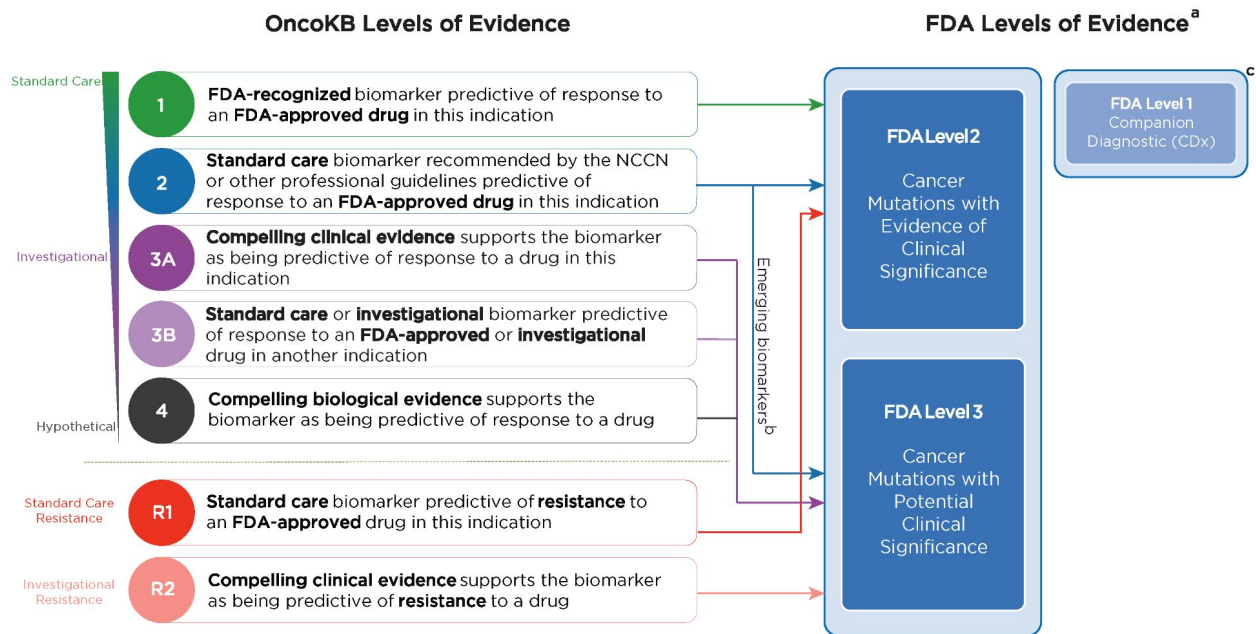 OncoKB Levels of Evidence
FDA Levels of Evidence a
Standard Care
1
FDA-recognized biomarker predictive of response to
an FDA-approved drug in this indication
2
Standard care biomarker recommended by the NCCN
or other professional guidelines predictive of
response to an FDA-approved drug in this indication
Investigational
3A
Compelling clinical evidence supports the biomarker
as being predictive of response to a drug in this
indication
3B
Standard care or investigational biomarker predictive
of response to an FDA-approved or investigational
drug in another indication
Hypothetical
4
Compelling biological evidence supports the
biomarker as being predictive of response to a drug
Standard Care
Resistance
R1
Standard care biomarker predictive of resistance to
an FDA-approved drug in this indication
Investigational
Resistance
R2
Compelling clinical evidence supports the biomarker
as being predictive of resistance to a drug
Emerging biomarkers b
FDA Level 2
Cancer
Mutations with
Evidence of
Clinical
Significance
FDA Level 3
Cancer
Mutations with
Potential
Clinical
Significance
c
FDA Level 1
Companion
Diagnostic (CDx)